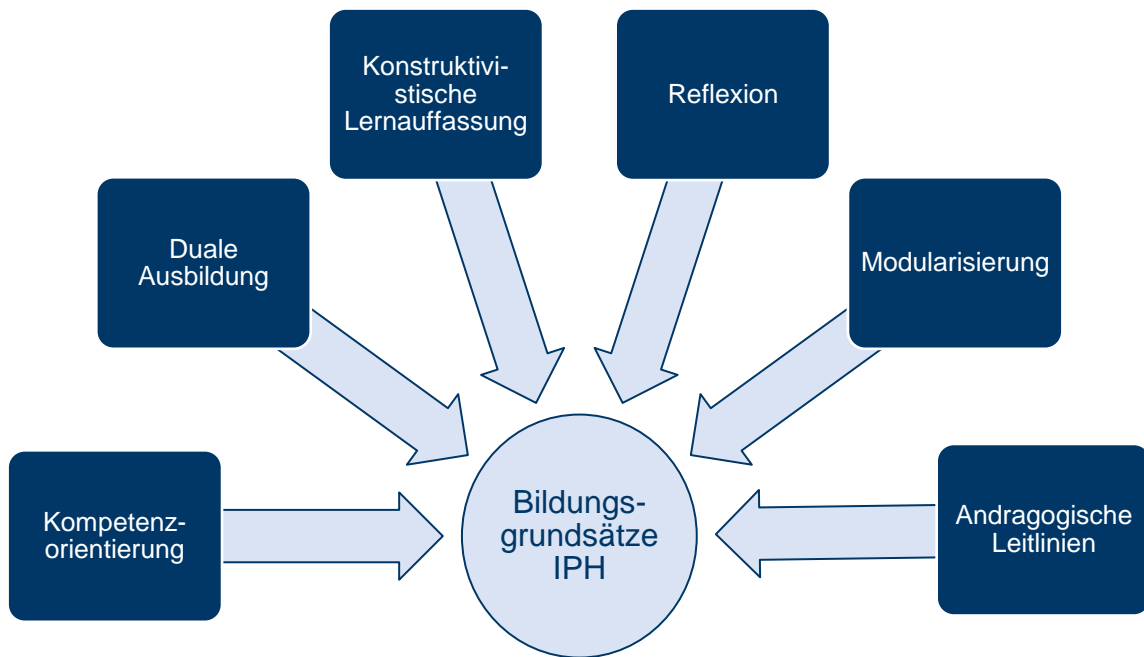 Konstruktivi-
stische
Lernauffassung
Reflexion
Duale
Ausbildung
Modularisierung
Kompetenz-
orientierung
Bildungs-
grundsätze
IPH
Andragogische
Leitlinien